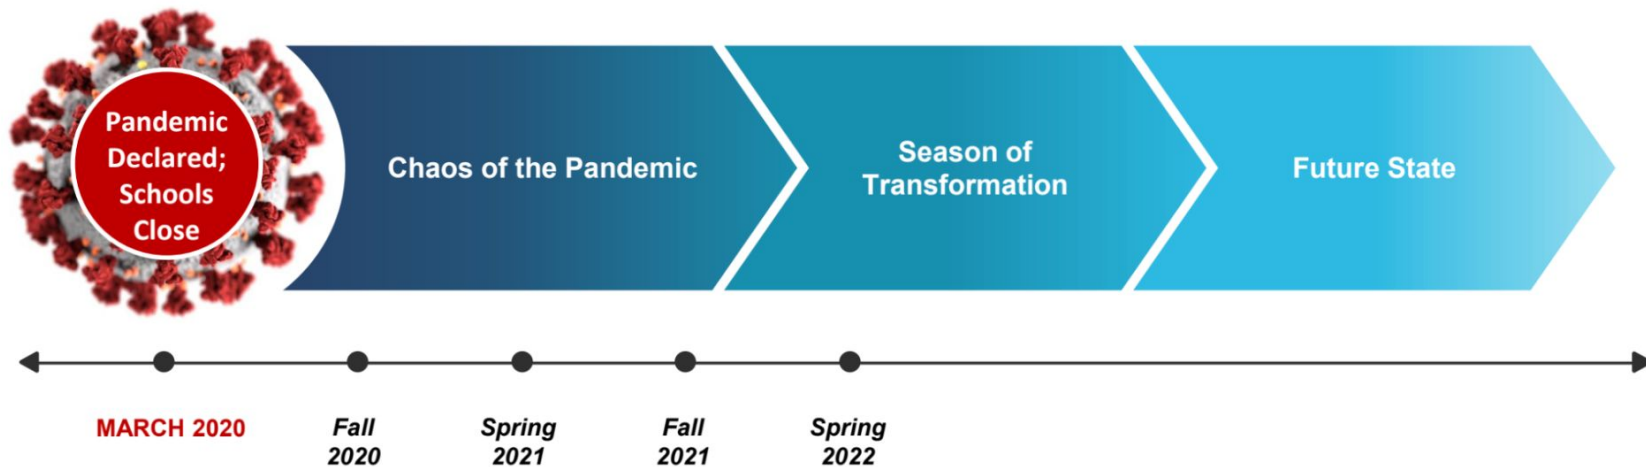 Pandemic
Declared;
Schools
Close
Chaos of the Pandemic
Season of
Transformation
Future State
MARCH 2020
Fall
2020
Spring
2021
Fall
2021
Spring
2022